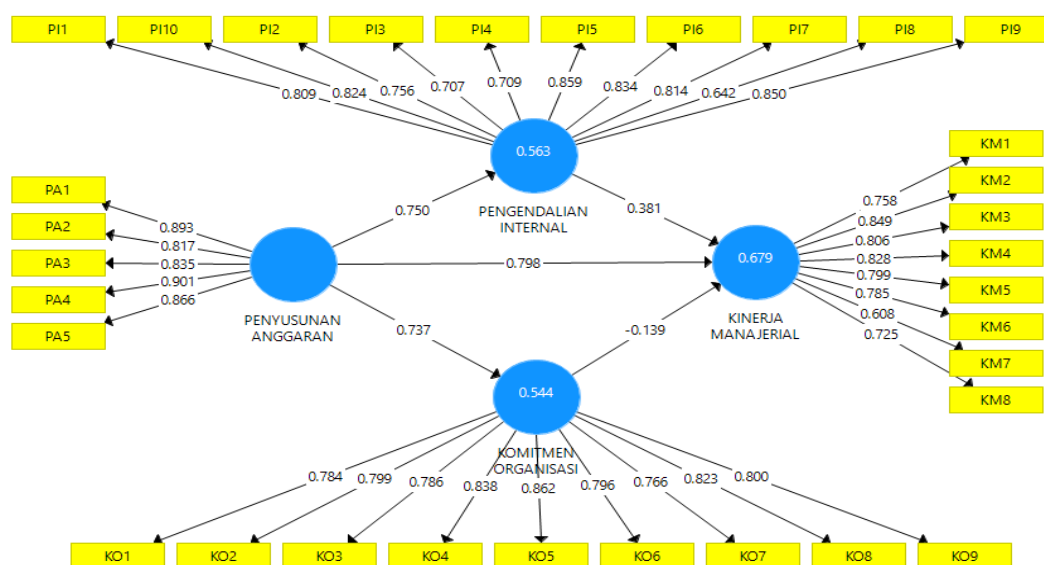 PI1 PI10 PI2 PI3 PI4 PI5 PI6 PI7 PI8 PI9
0.809 0.824 0.756 0.707 0.709 0.859 0.834 0.814 0.642 0.850
0.563
PENGENDALIAN
INTERNAL
PA1
PA2
PA3
PA4
PA5
0.893
0.817
0.835
0.901
0.866
PENYUSUNAN
ANGGARAN
0.750
0.381
0.798
0.737
-0.139
0.679
KINERJA
MANAJERIAL
0.758
0.849
0.806
0.828
0.799
0.785
0.608
0.725
KM1
KM2
KM3
KM4
KM5
KM6
KM7
KM8
0.544
KOMITMEN
ORGANISASI
0.784 0.799 0.786 0.838 0.862 0.796 0.766 0.823 0.800
KO1 KO2 KO3 KO4 KO5 KO6 KO7 KO8 KO9